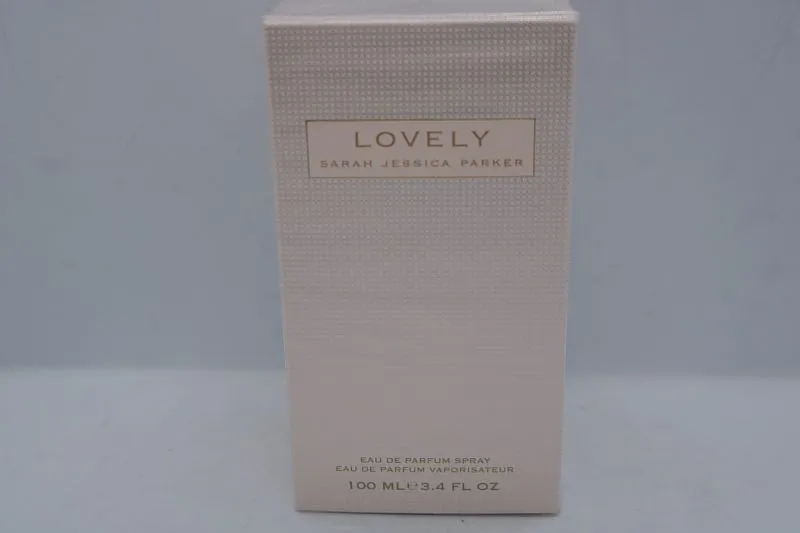 LOVELY
SARAH JESSICA PARKER
EAU DE PARFUM SPRAY
EAU DE PARFUM VAPORISATEUR
100 ML℮3.4 FL OZ